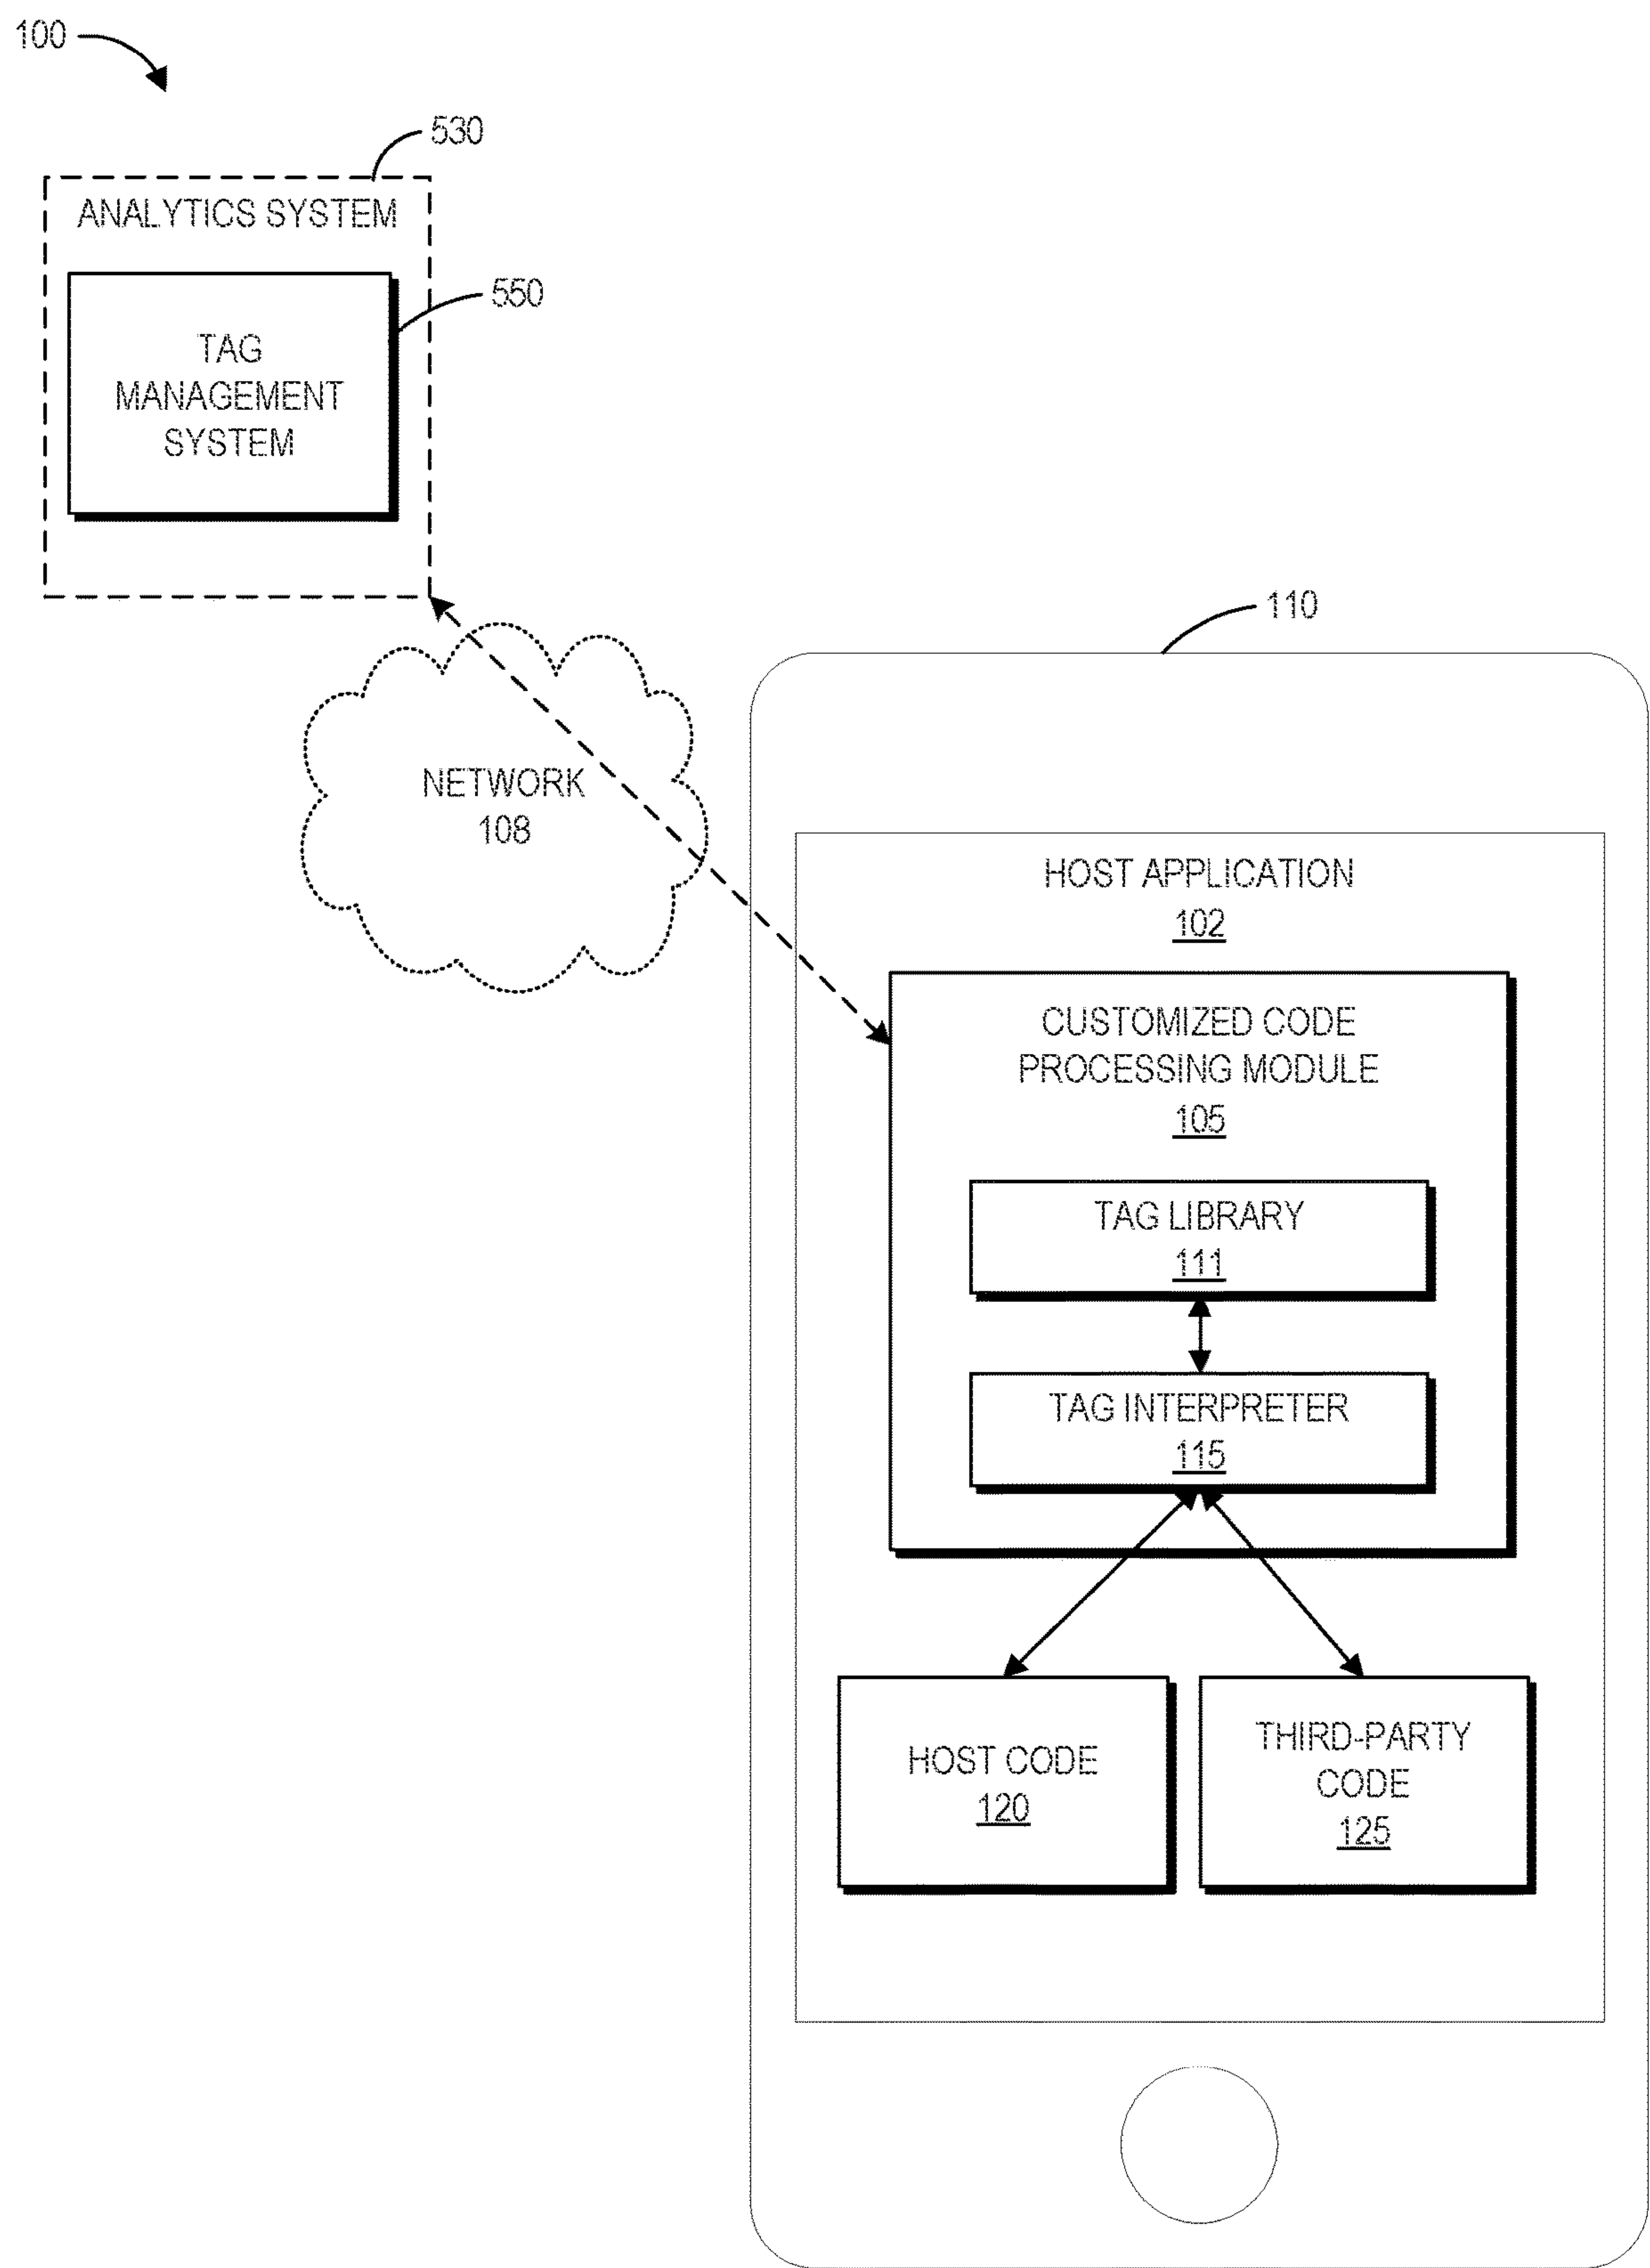 100
530
ANALYTICS SYSTEM
550
TAG
MANAGEMENT
SYSTEM
110
NETWORK
108
HOST APPLICATION
102
CUSTOMIZED CODE
PROCESSING MODULE
105
TAG LIBRARY
111
TAG INTERPRETER
115
HOST CODE
120
THIRD-PARTY
CODE
125